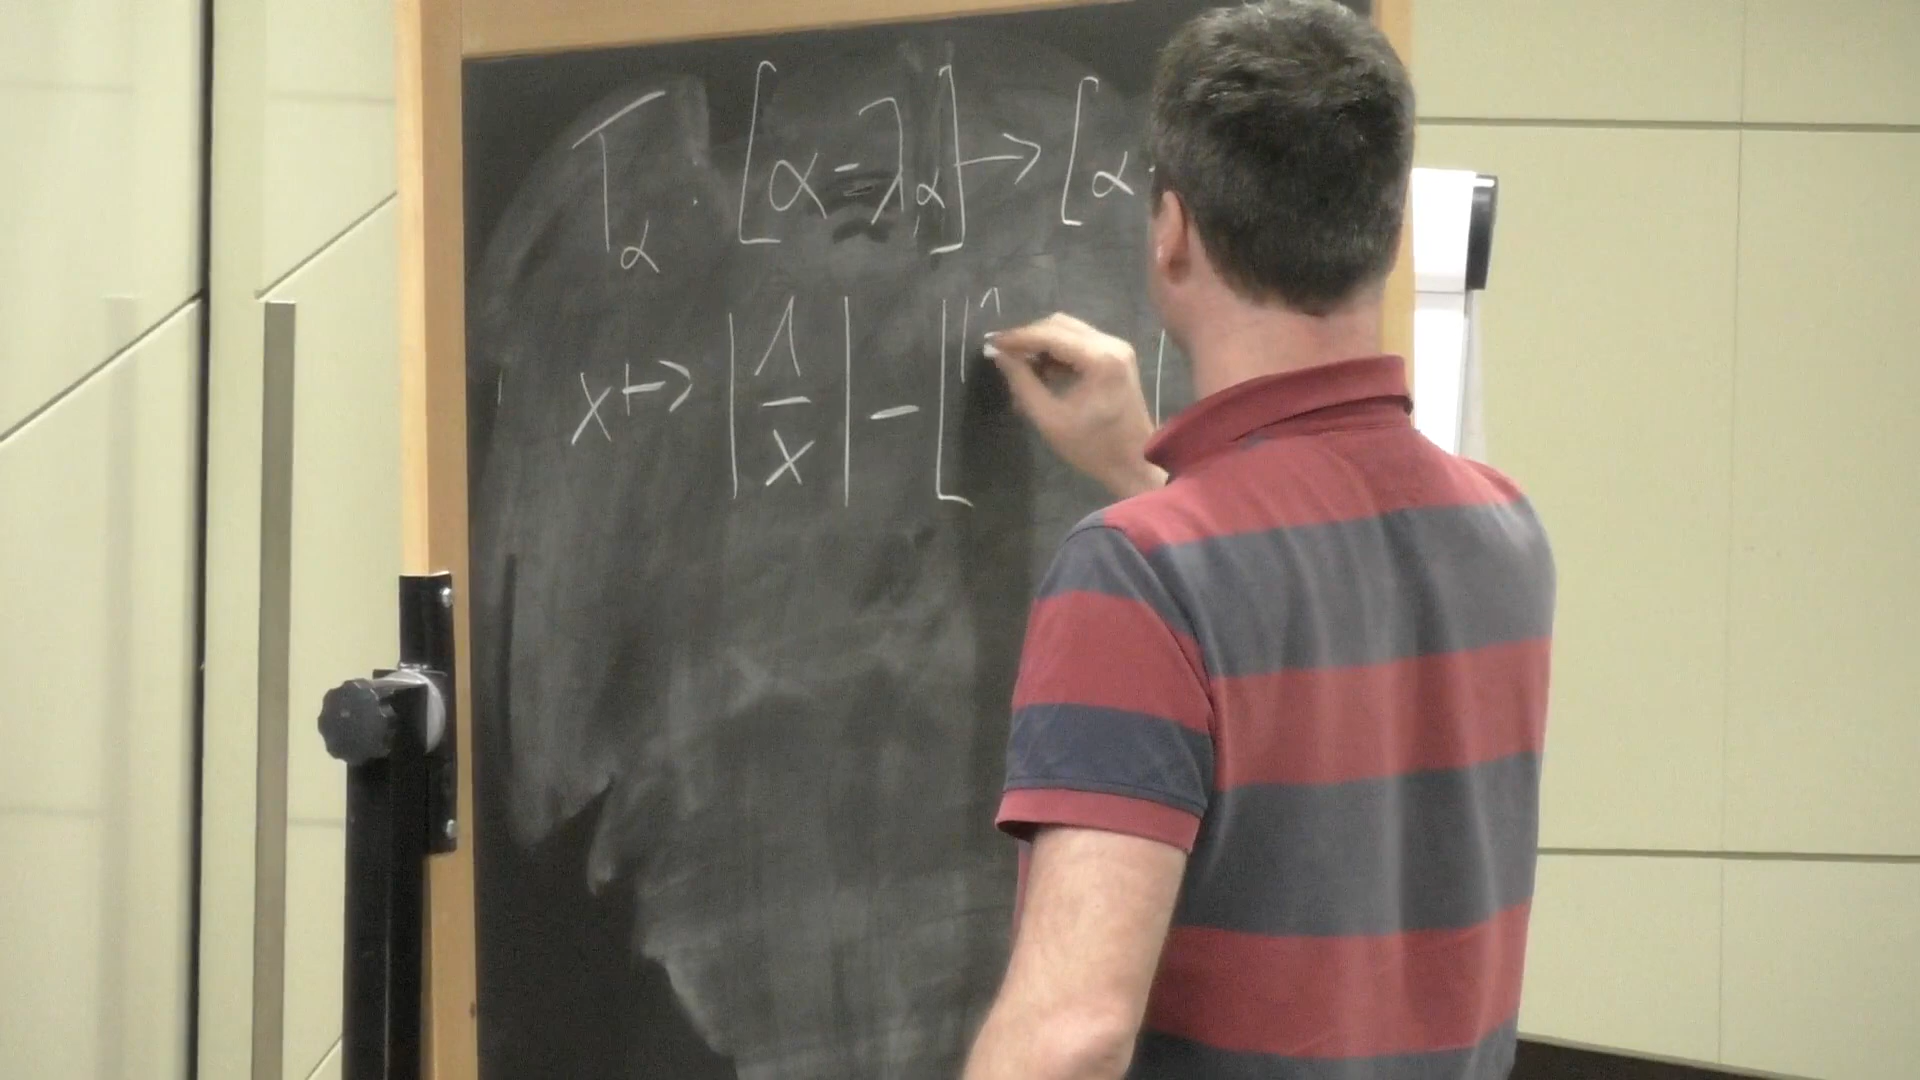 T_α : [α-λ,α] → [α-
x ↦ |1/x| - ⌊|1